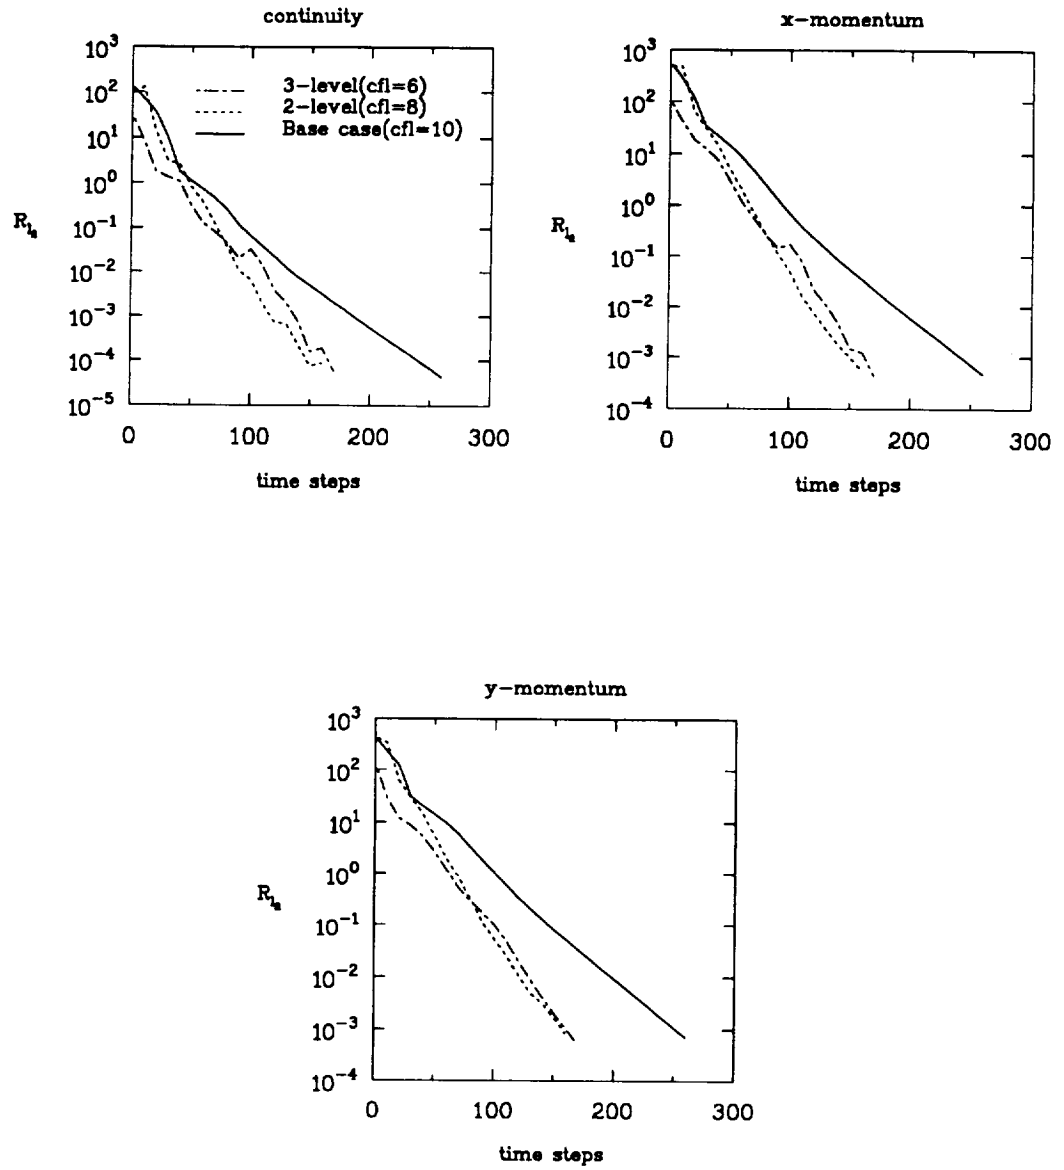 continuity
10^3
10^2
10^1
10^0
10^-1
10^-2
10^-3
10^-4
10^-5
R_l₂
3-level(cfl=6)
2-level(cfl=8)
Base case(cfl=10)
0 100 200 300
time steps
x-momentum
10^3
10^2
10^1
10^0
10^-1
10^-2
10^-3
10^-4
R_l₂
0 100 200 300
time steps
y-momentum
10^3
10^2
10^1
10^0
10^-1
10^-2
10^-3
10^-4
R_l₂
0 100 200 300
time steps